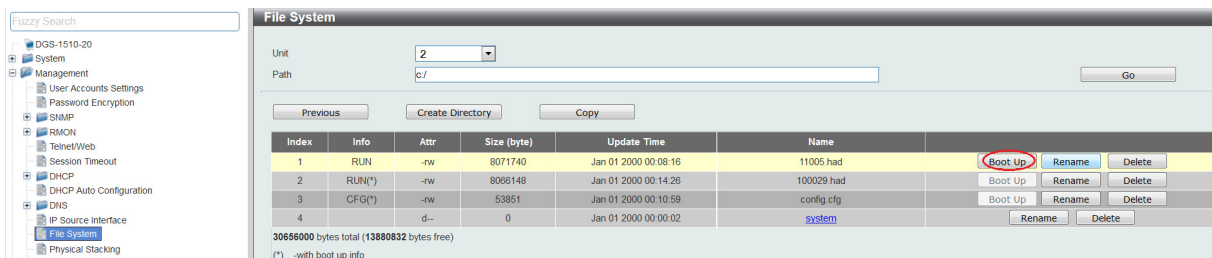 Fuzzy Search
DGS-1510-20
System
Management
User Accounts Settings
Password Encryption
SNMP
RMON
Telnet/Web
Session Timeout
DHCP
DHCP Auto Configuration
DNS
IP Source Interface
File System
Physical Stacking
File System
Unit 2
Path c:/ Go
Previous Create Directory Copy
Index Info Attr Size (byte) Update Time Name
1 RUN -rw 8071740 Jan 01 2000 00:08:16 11005.had Boot Up Rename Delete
2 RUN(*) -rw 8066148 Jan 01 2000 00:14:26 100029.had Boot Up Rename Delete
3 CFG(*) -rw 53851 Jan 01 2000 00:10:59 config.cfg Boot Up Rename Delete
4 d-- 0 Jan 01 2000 00:00:02 system Rename Delete
30656000 bytes total (13880832 bytes free)
(*) -with boot up info